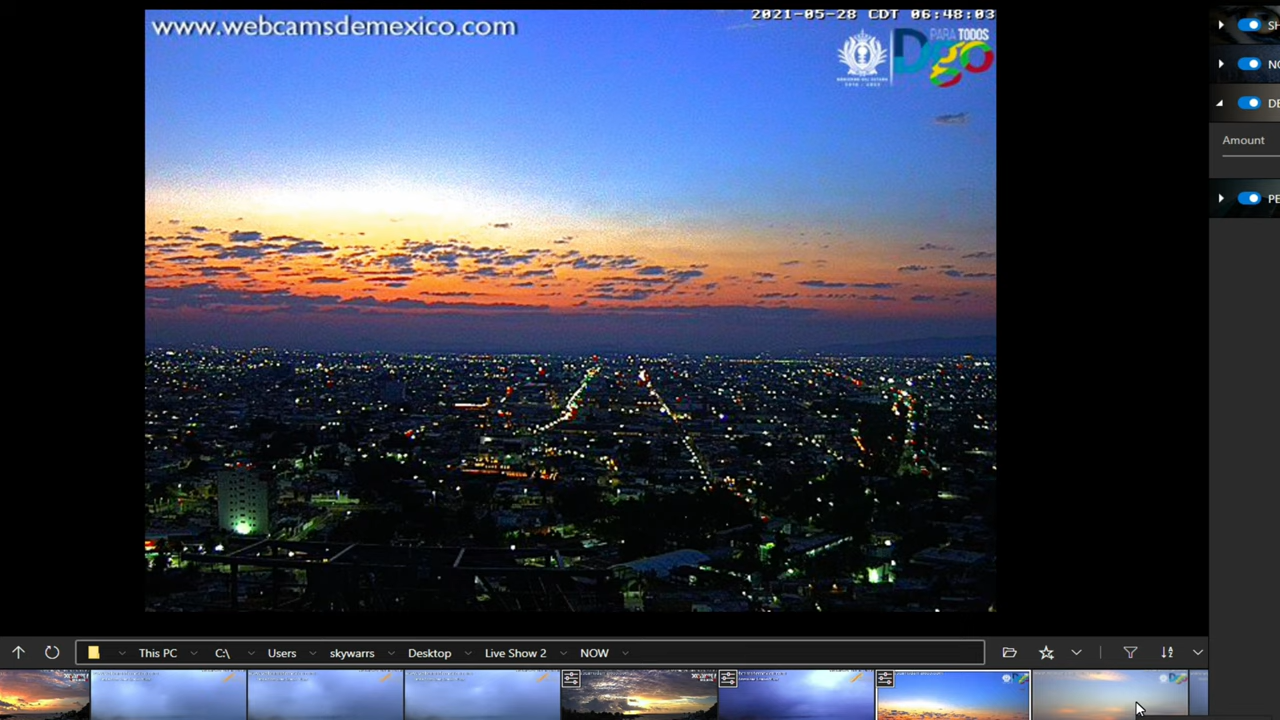 www.webcamsdemexico.com
2021-05-28 CDT 06:48:03
PARA TODOS
Dgo
Amount
This PC
C:\
Users
skywarrs
Desktop
Live Show 2
NOW